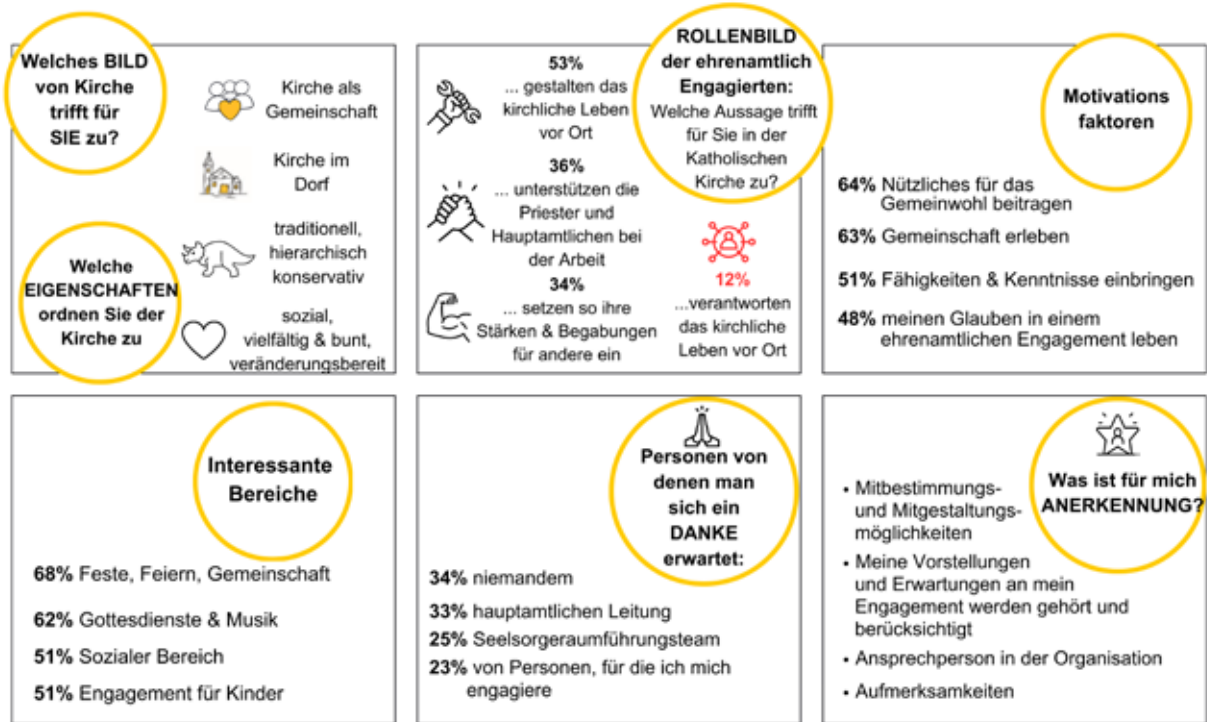 Welches BILD
von Kirche
trifft für
SIE zu?
Kirche als
Gemeinschaft
Kirche im
Dorf
Welche
EIGENSCHAFTEN
ordnen Sie der
Kirche zu
traditionell,
hierarchisch
konservativ
sozial,
vielfältig & bunt,
veränderungsbereit
ROLLENBILD
der ehrenamtlich
Engagierten:
Welche Aussage trifft
für Sie in der
Katholischen
Kirche zu?
53%
... gestalten das
kirchliche Leben
vor Ort
36%
... unterstützen die
Priester und
Hauptamtlichen bei
der Arbeit
34%
... setzen so ihre
Stärken & Begabungen
für andere ein
12%
...verantworten
das kirchliche
Leben vor Ort
Motivations
faktoren
64% Nützliches für das
Gemeinwohl beitragen
63% Gemeinschaft erleben
51% Fähigkeiten & Kenntnisse einbringen
48% meinen Glauben in einem
ehrenamtlichen Engagement leben
Interessante
Bereiche
68% Feste, Feiern, Gemeinschaft
62% Gottesdienste & Musik
51% Sozialer Bereich
51% Engagement für Kinder
Personen von
denen man
sich ein
DANKE
erwartet:
34% niemandem
33% hauptamtlichen Leitung
25% Seelsorgeraumführungsteam
23% von Personen, für die ich mich
engagiere
Was ist für mich
ANERKENNUNG?
• Mitbestimmungs-
und Mitgestaltungs-
möglichkeiten
• Meine Vorstellungen
und Erwartungen an mein
Engagement werden gehört und
berücksichtigt
• Ansprechperson in der Organisation
• Aufmerksamkeiten